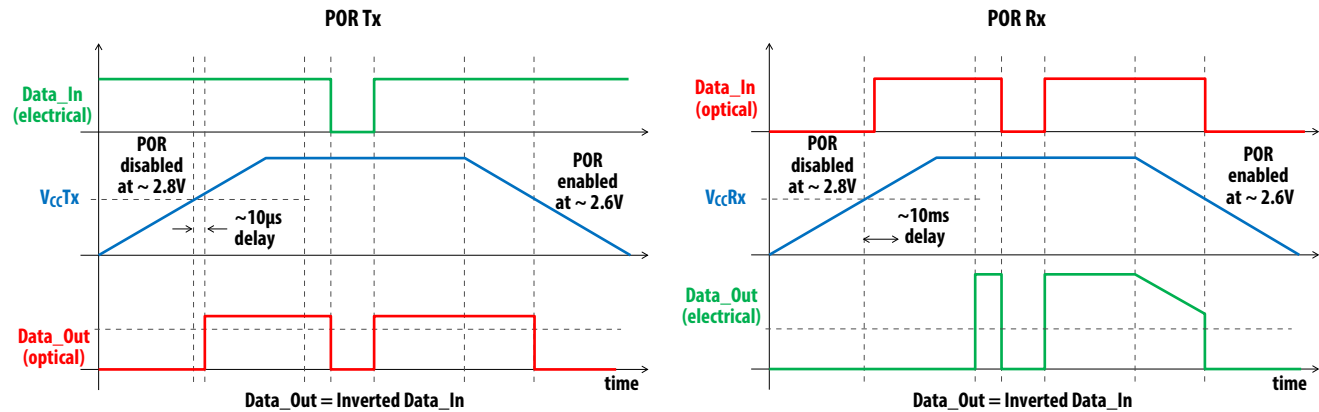 POR Tx
Data_In
(electrical)
POR
disabled
at ~ 2.8V
POR
enabled
at ~ 2.6V
VCCTx
~10μs
delay
Data_Out
(optical)
time
Data_Out = Inverted Data_In
POR Rx
Data_In
(optical)
POR
disabled
at ~ 2.8V
POR
enabled
at ~ 2.6V
VCCRx
~10ms
delay
Data_Out
(electrical)
time
Data_Out = Inverted Data_In